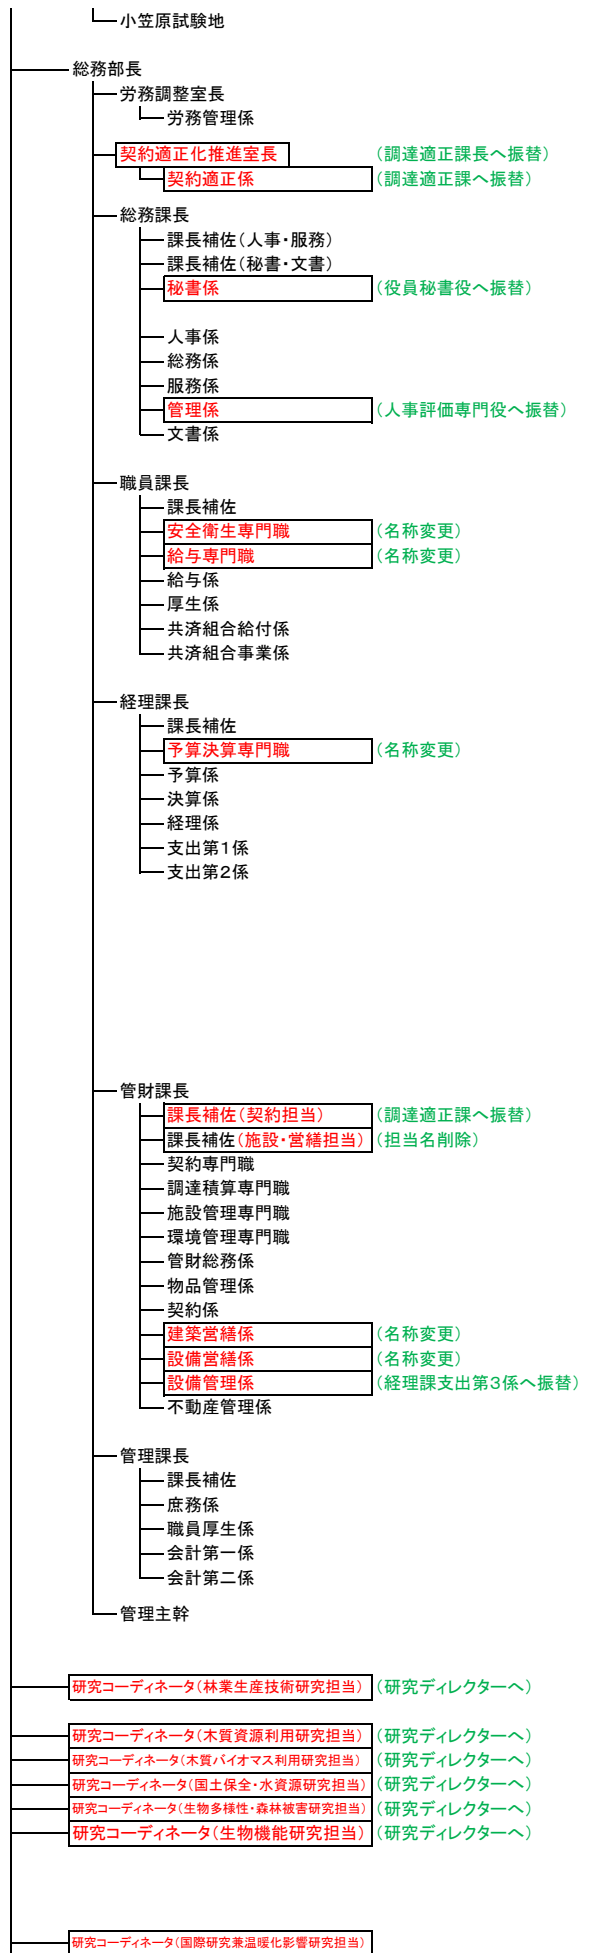 小笠原試験地
総務部長
労務調整室長
労務管理係
契約適正化推進室長 (調達適正課長へ振替)
契約適正係 (調達適正課へ振替)
総務課長
課長補佐(人事・服務)
課長補佐(秘書・文書)
秘書係 (役員秘書役へ振替)
人事係
総務係
服務係
管理係 (人事評価専門役へ振替)
文書係
職員課長
課長補佐
安全衛生専門職 (名称変更)
給与専門職 (名称変更)
給与係
厚生係
共済組合給付係
共済組合事業係
経理課長
課長補佐
予算決算専門職 (名称変更)
予算係
決算係
経理係
支出第1係
支出第2係
管財課長
課長補佐(契約担当) (調達適正課へ振替)
課長補佐(施設・営繕担当) (担当名削除)
契約専門職
調達積算専門職
施設管理専門職
環境管理専門職
管財総務係
物品管理係
契約係
建築営繕係 (名称変更)
設備営繕係 (名称変更)
設備管理係 (経理課支出第3係へ振替)
不動産管理係
管理課長
課長補佐
庶務係
職員厚生係
会計第一係
会計第二係
管理主幹
研究コーディネータ(林業生産技術研究担当) (研究ディレクターへ)
研究コーディネータ(木質資源利用研究担当) (研究ディレクターへ)
研究コーディネータ(木質バイオマス利用研究担当) (研究ディレクターへ)
研究コーディネータ(国土保全・水資源研究担当) (研究ディレクターへ)
研究コーディネータ(生物多様性・森林被害研究担当) (研究ディレクターへ)
研究コーディネータ(生物機能研究担当) (研究ディレクターへ)
研究コーディネータ(国際研究兼温暖化影響研究担当)